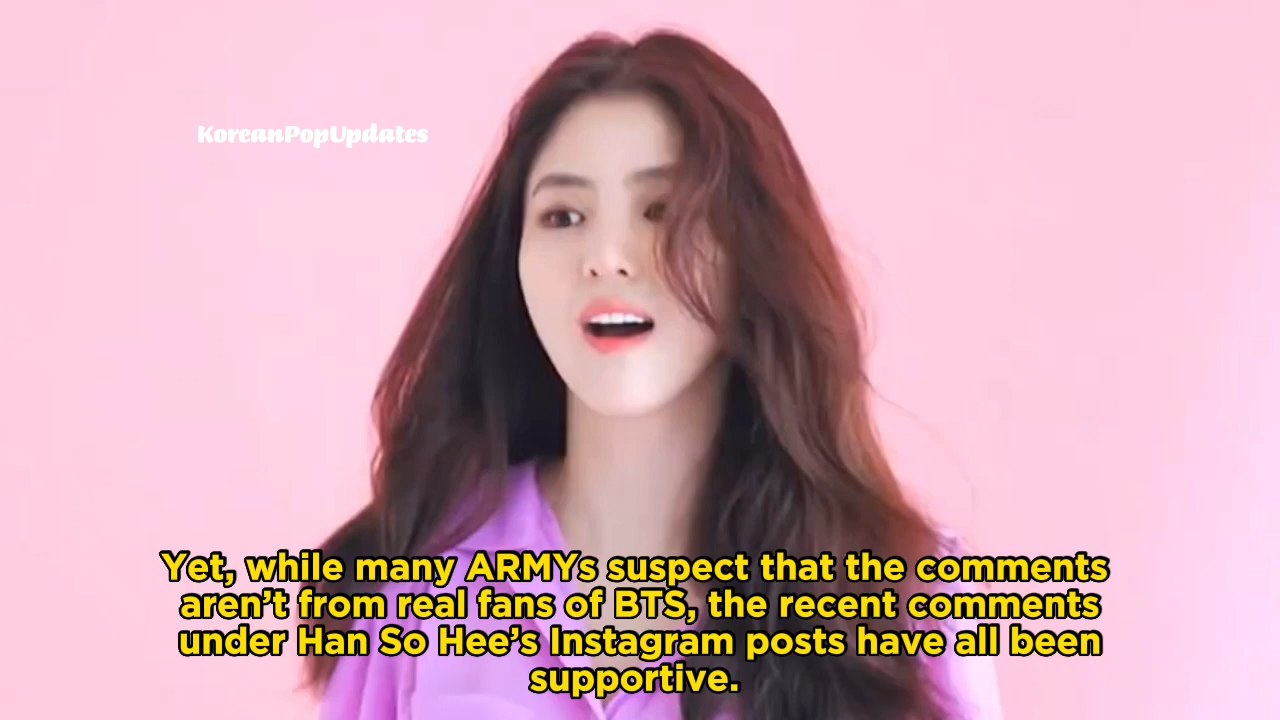 KoreanPopUpdates
Yet, while many ARMYs suspect that the comments
aren’t from real fans of BTS, the recent comments
under Han So Hee’s Instagram posts have all been
supportive.